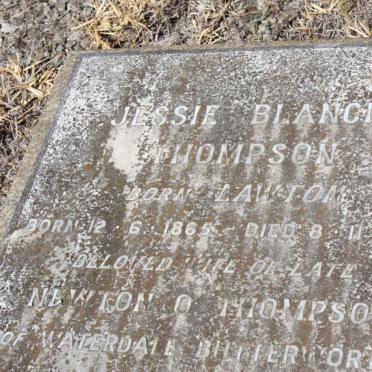 JESSIE BLANCH
THOMPSON
BORN LAWTON
BORN 12 6 1865 DIED 8 11
BELOVED WIFE OF LATE
NEWTON O THOMPSO
OF WATERDALE BUTTERWORT